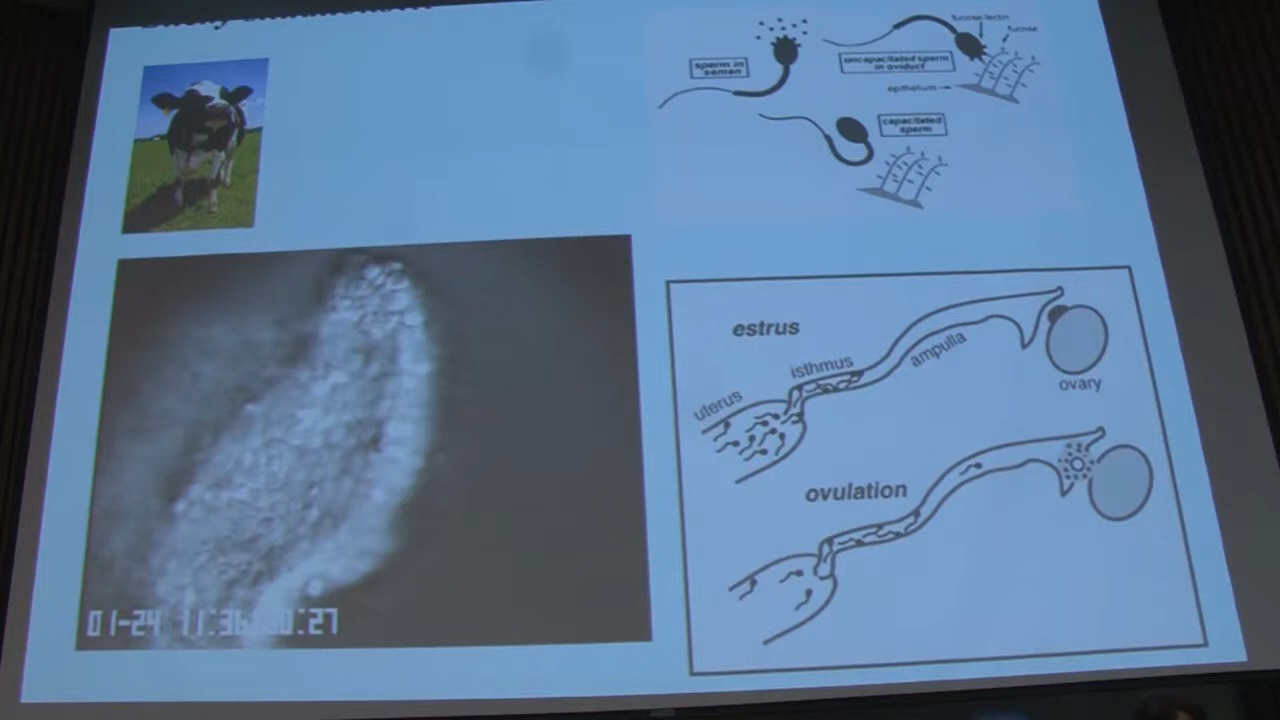 fucose-lectin
fucose
sperm in
semen
uncapacitated sperm
in oviduct
epithelium
capacitated
sperm
estrus
isthmus
ampulla
uterus
ovary
ovulation
01-24 11:36
:27